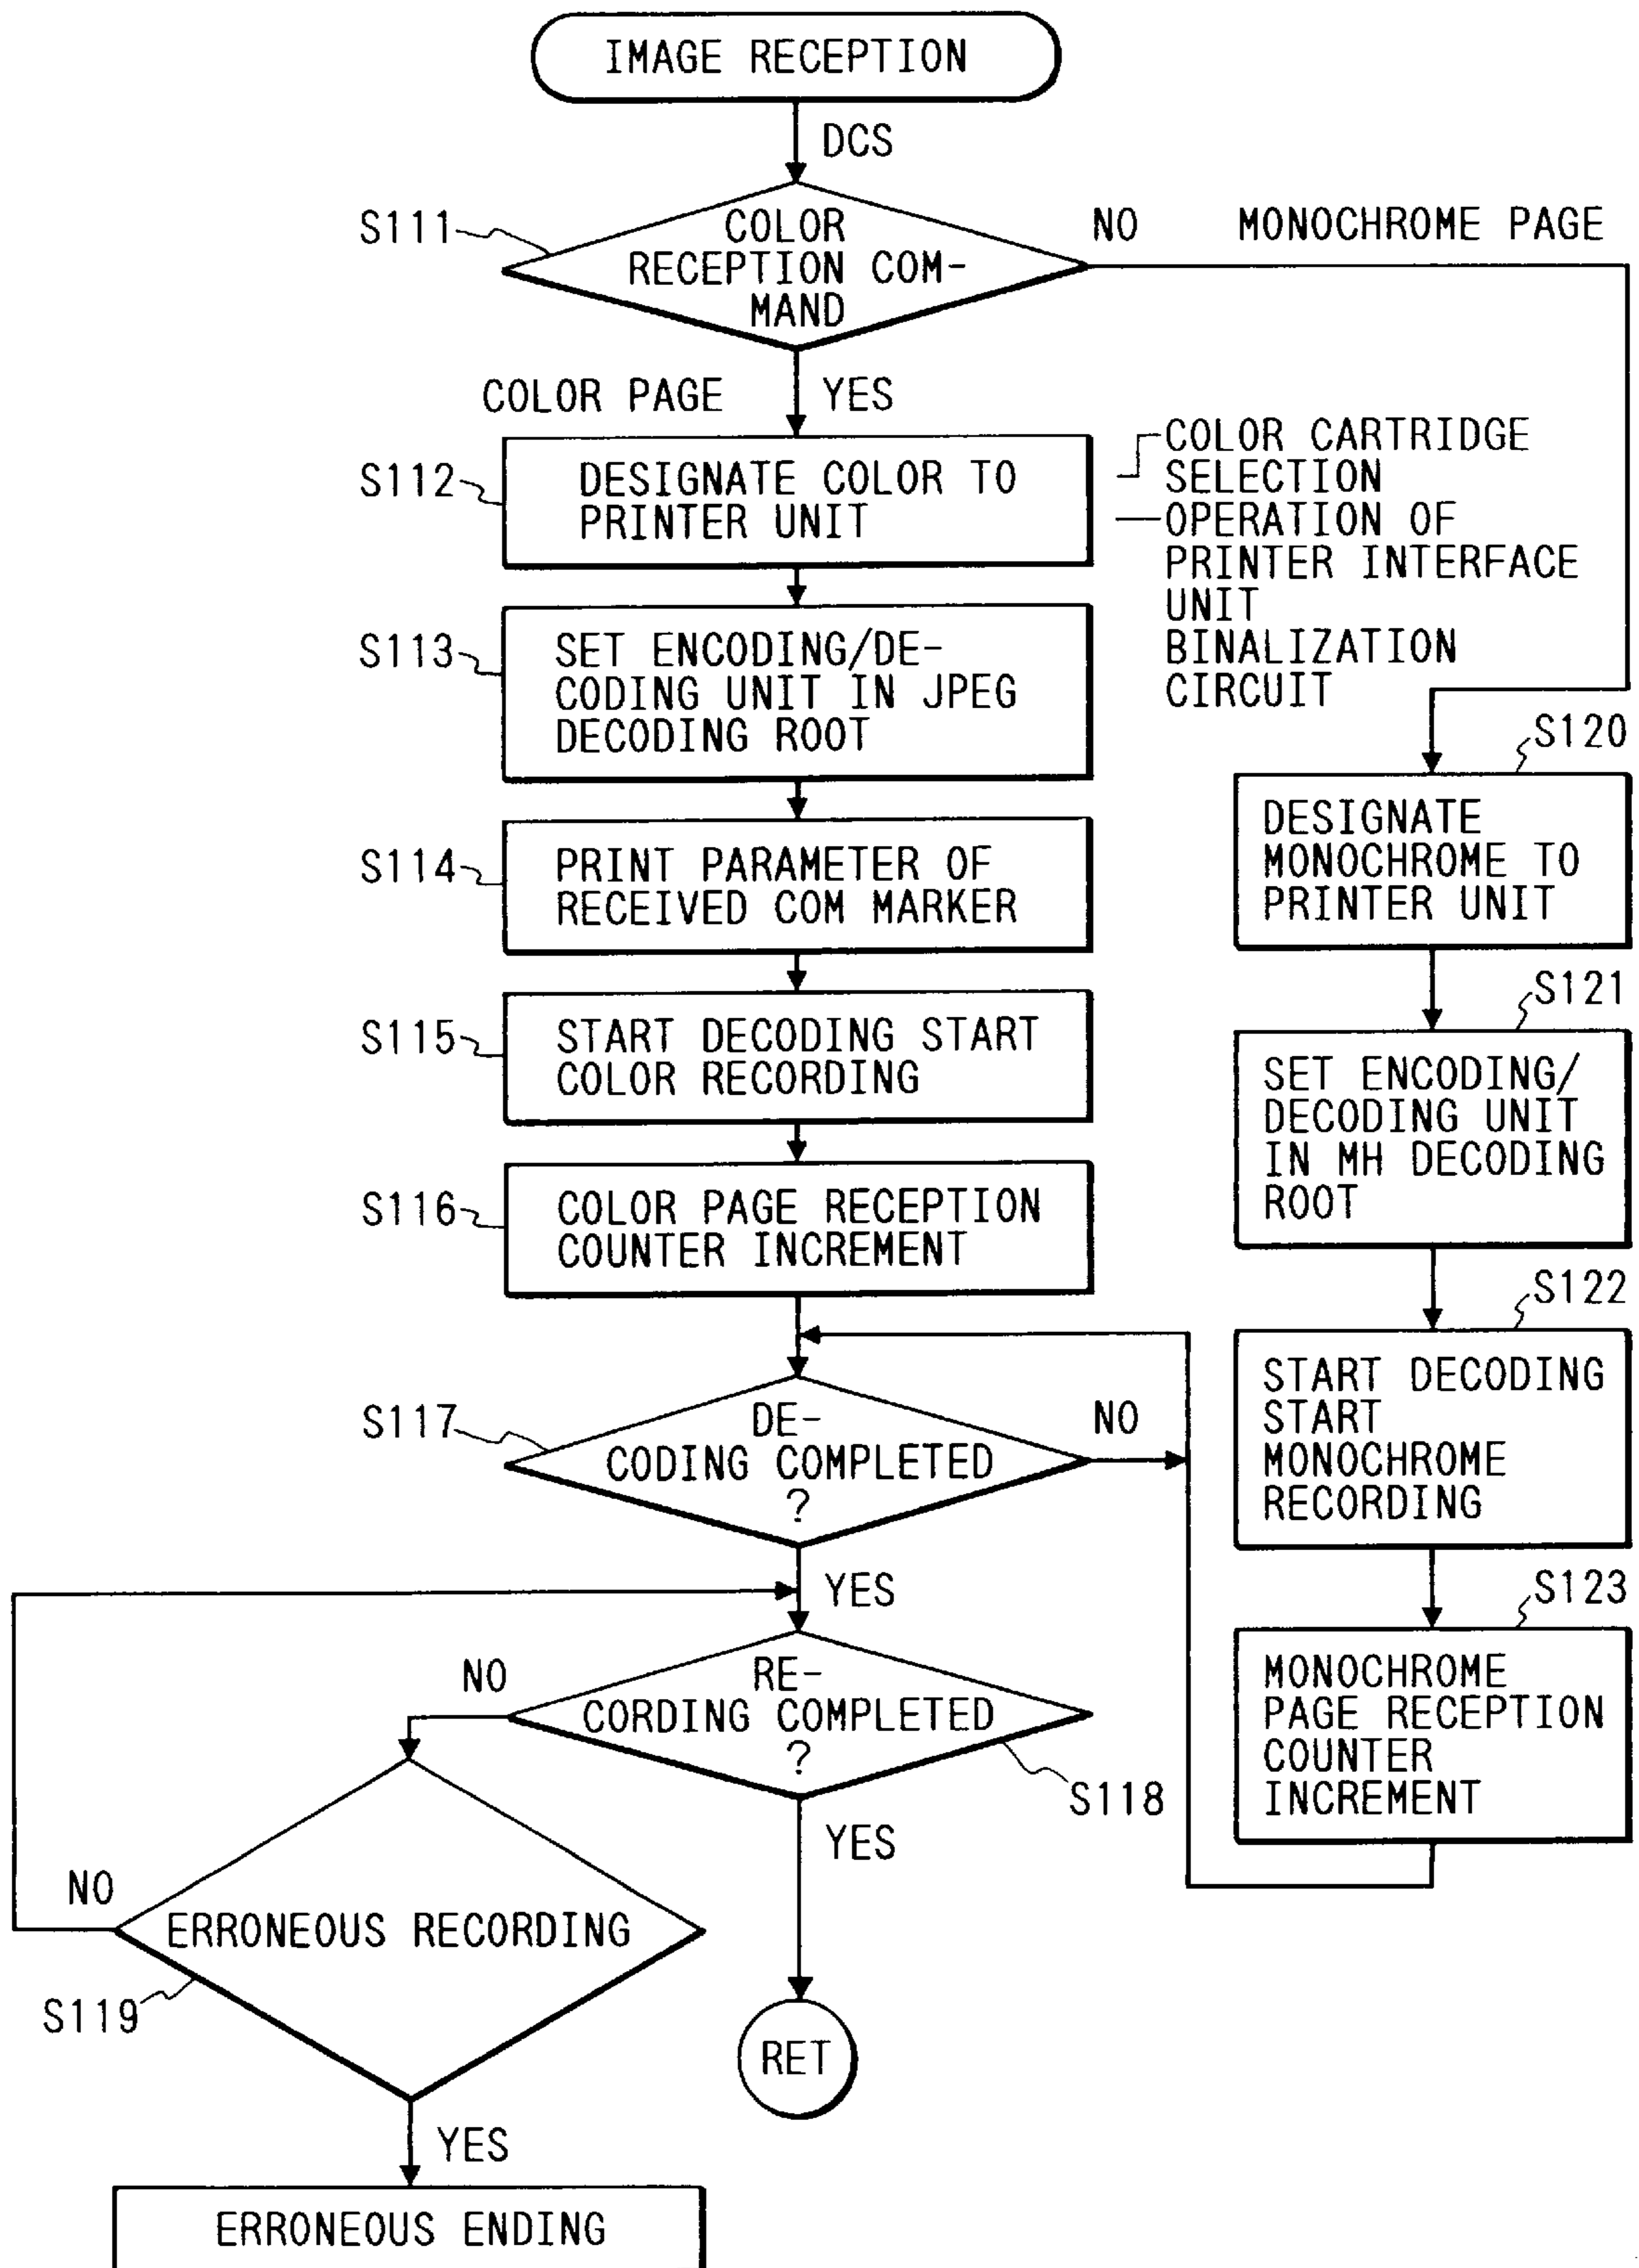 IMAGE RECEPTION
DCS
S111
COLOR
RECEPTION COM-
MAND
NO
MONOCHROME PAGE
COLOR PAGE
YES
S112
DESIGNATE COLOR TO
PRINTER UNIT
COLOR CARTRIDGE
SELECTION
OPERATION OF
PRINTER INTERFACE
UNIT
BINALIZATION
CIRCUIT
S113
SET ENCODING/DE-
CODING UNIT IN JPEG
DECODING ROOT
S114
PRINT PARAMETER OF
RECEIVED COM MARKER
S115
START DECODING START
COLOR RECORDING
S116
COLOR PAGE RECEPTION
COUNTER INCREMENT
S117
DE-
CODING COMPLETED
?
NO
YES
NO
RE-
CORDING COMPLETED
?
S118
YES
NO
ERRONEOUS RECORDING
S119
RET
YES
ERRONEOUS ENDING
S120
DESIGNATE
MONOCHROME TO
PRINTER UNIT
S121
SET ENCODING/
DECODING UNIT
IN MH DECODING
ROOT
S122
START DECODING
START
MONOCHROME
RECORDING
S123
MONOCHROME
PAGE RECEPTION
COUNTER
INCREMENT